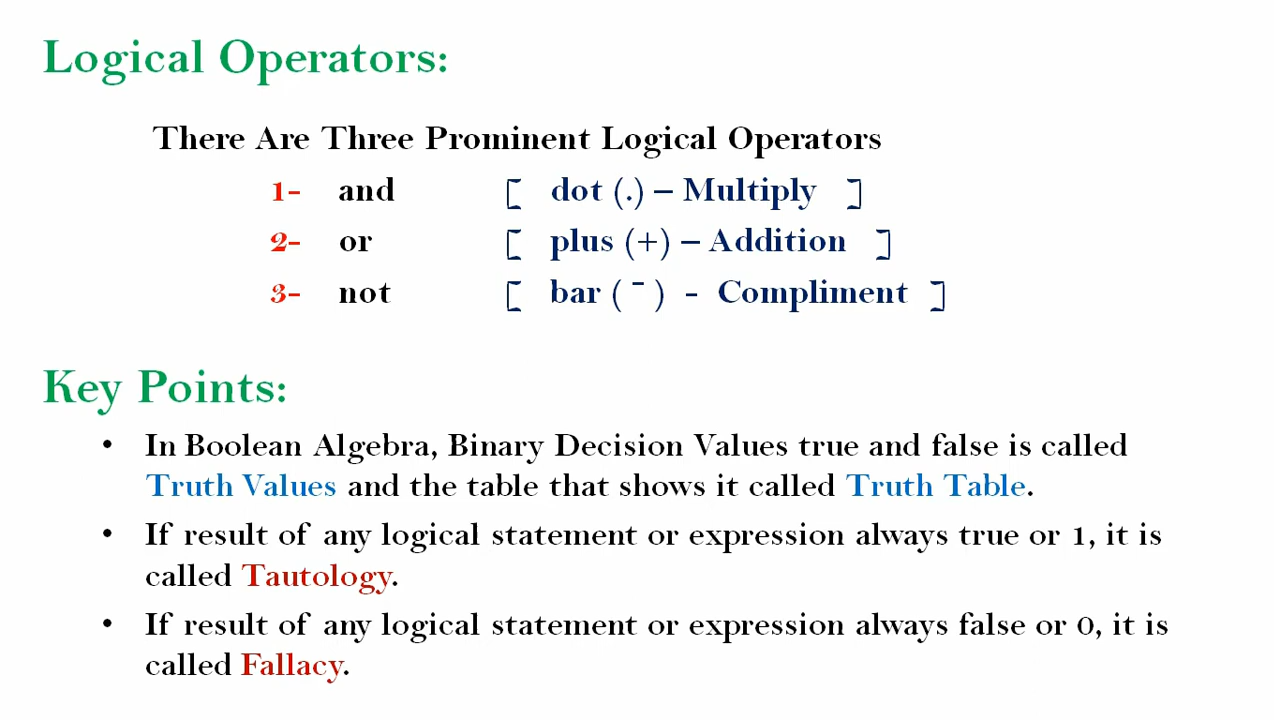 Logical Operators:
There Are Three Prominent Logical Operators
1- and [ dot (.) – Multiply ]
2- or [ plus (+) – Addition ]
3- not [ bar ( ¯ ) - Compliment ]
Key Points:
• In Boolean Algebra, Binary Decision Values true and false is called
Truth Values and the table that shows it called Truth Table.
• If result of any logical statement or expression always true or 1, it is
called Tautology.
• If result of any logical statement or expression always false or 0, it is
called Fallacy.